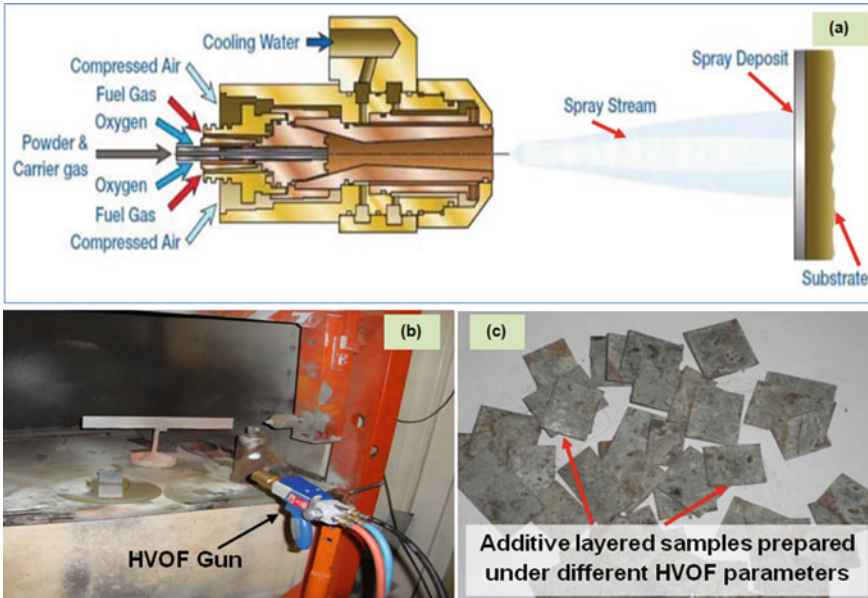 (a)
Cooling Water
Compressed Air
Fuel Gas
Oxygen
Powder &
Carrier gas
Oxygen
Fuel Gas
Compressed Air
Spray Stream
Spray Deposit
Substrate
(b)
HVOF Gun
(c)
Additive layered samples prepared
under different HVOF parameters